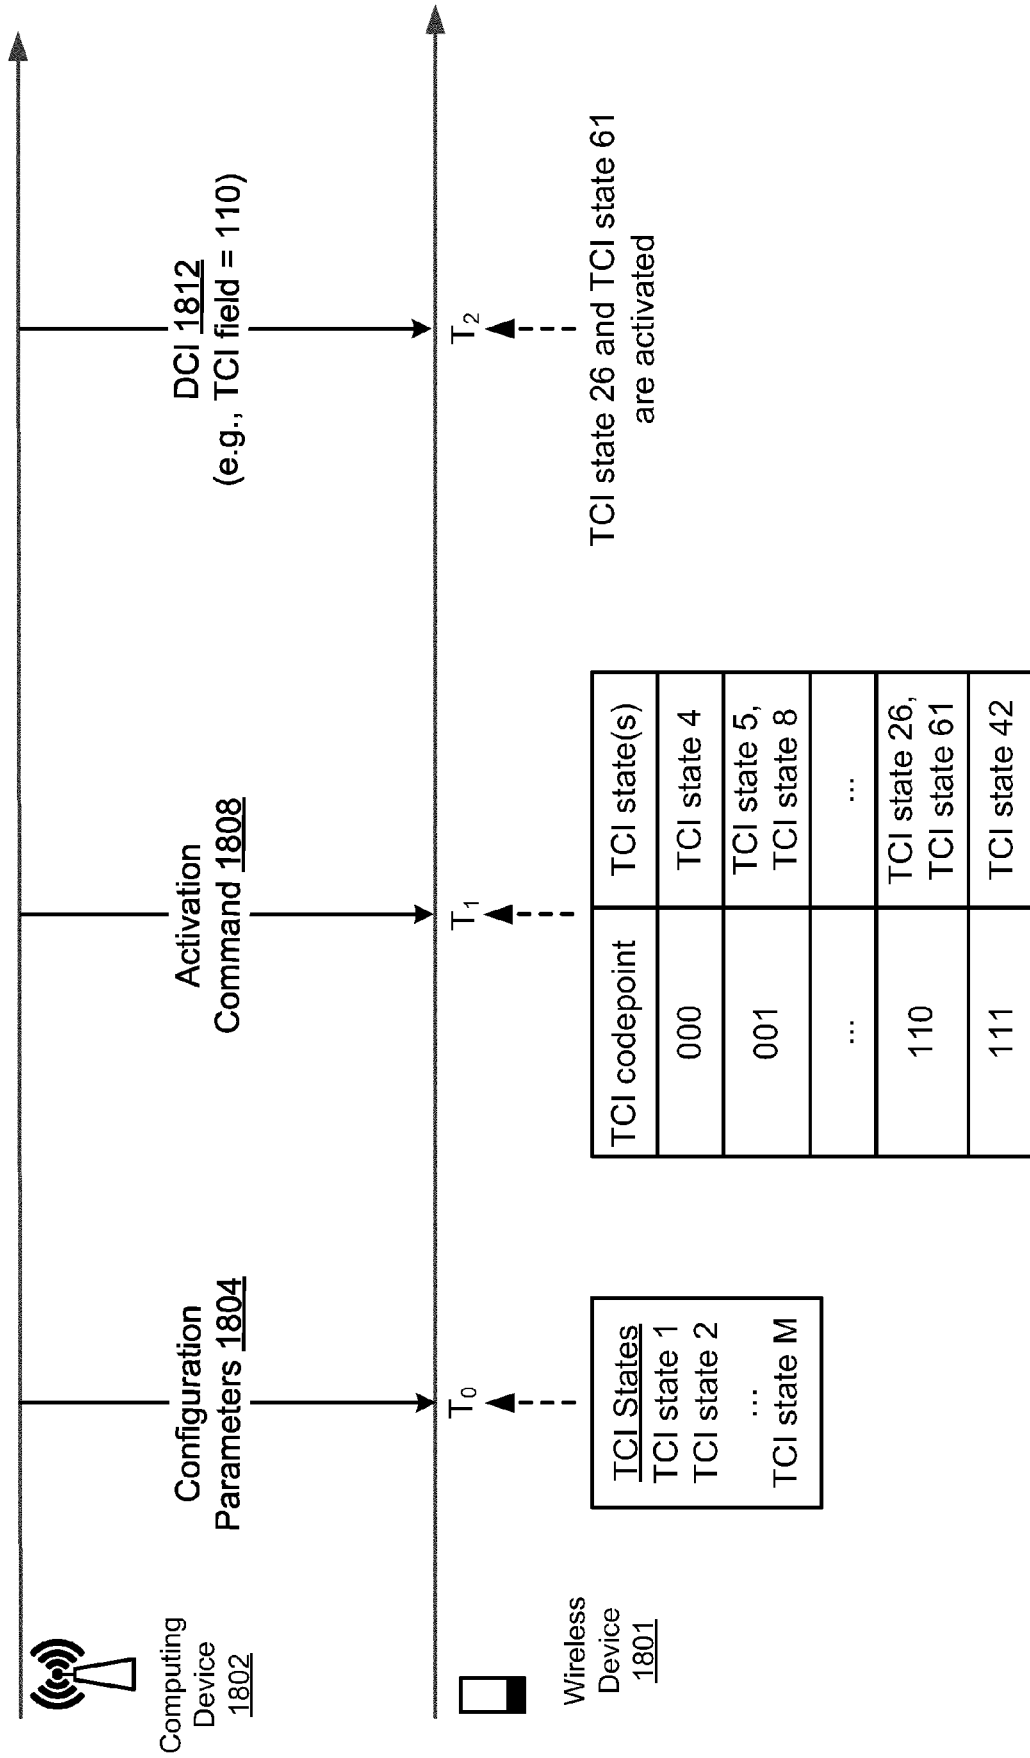 Computing
Device
1802
Configuration
Parameters 1804
Activation
Command 1808
DCI 1812
(e.g., TCI field = 110)
Wireless
Device
1801
T0
T1
T2
TCI States
TCI state 1
TCI state 2
...
TCI state M
TCI codepoint TCI state(s)
000 TCI state 4
001 TCI state 5,
TCI state 8
... ...
110 TCI state 26,
TCI state 61
111 TCI state 42
TCI state 26 and TCI state 61
are activated